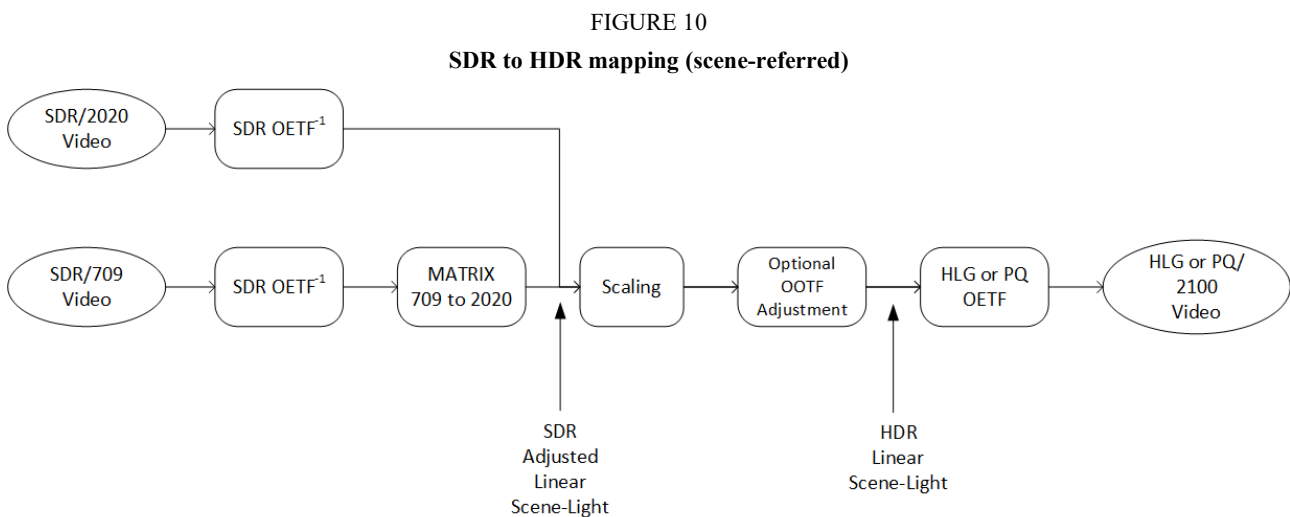 FIGURE 10
SDR to HDR mapping (scene-referred)
SDR/2020
Video
SDR OETF⁻¹
SDR/709
Video
SDR OETF⁻¹
MATRIX
709 to 2020
Scaling
Optional
OOTF
Adjustment
HLG or PQ
OETF
HLG or PQ/
2100
Video
SDR
Adjusted
Linear
Scene-Light
HDR
Linear
Scene-Light